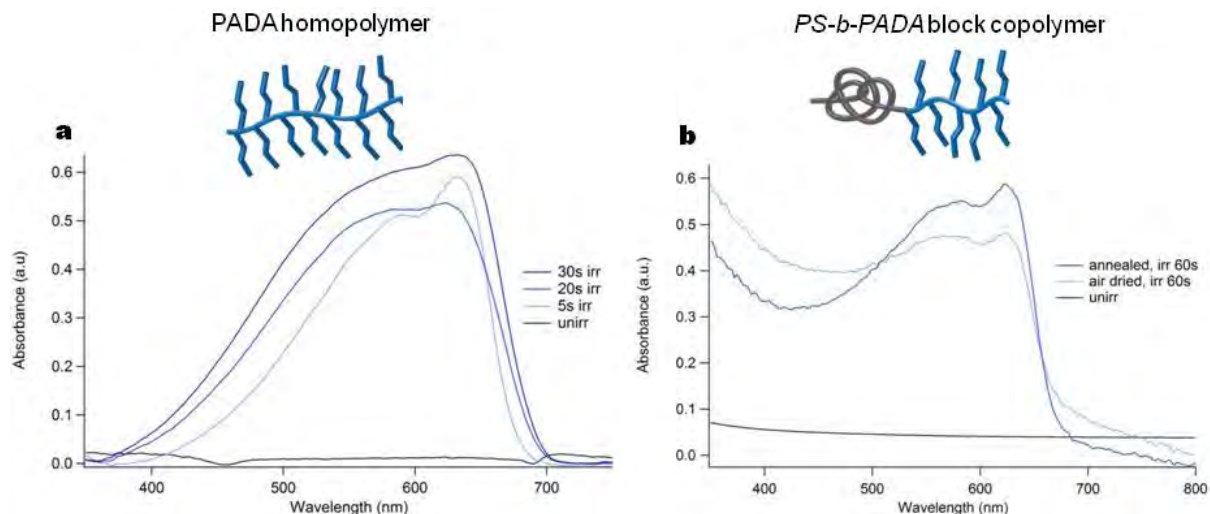 PADA homopolymer
PS-b-PADA block copolymer
a
0.6
0.5
0.4
0.3
0.2
0.1
0.0
Absorbance (a.u)
30s irr
20s irr
5s irr
unirr
400
500
600
700
Wavelength (nm)
b
0.6
0.5
0.4
0.3
0.2
0.1
0.0
Absorbance (a.u.)
annealed, irr 60s
air dried, irr 60s
unirr
400
500
600
700
800
Wavelength (nm)